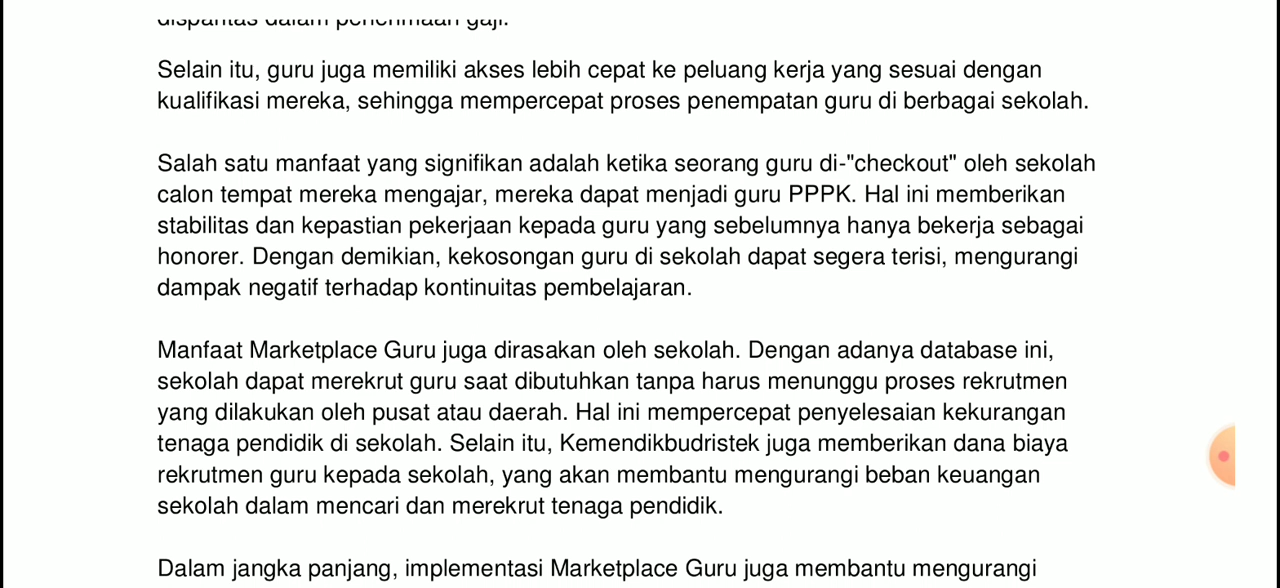 dalam penerimaan gaji.
Selain itu, guru juga memiliki akses lebih cepat ke peluang kerja yang sesuai dengan
kualifikasi mereka, sehingga mempercepat proses penempatan guru di berbagai sekolah.
Salah satu manfaat yang signifikan adalah ketika seorang guru di-"checkout" oleh sekolah
calon tempat mereka mengajar, mereka dapat menjadi guru PPPK. Hal ini memberikan
stabilitas dan kepastian pekerjaan kepada guru yang sebelumnya hanya bekerja sebagai
honorer. Dengan demikian, kekosongan guru di sekolah dapat segera terisi, mengurangi
dampak negatif terhadap kontinuitas pembelajaran.
Manfaat Marketplace Guru juga dirasakan oleh sekolah. Dengan adanya database ini,
sekolah dapat merekrut guru saat dibutuhkan tanpa harus menunggu proses rekrutmen
yang dilakukan oleh pusat atau daerah. Hal ini mempercepat penyelesaian kekurangan
tenaga pendidik di sekolah. Selain itu, Kemendikbudristek juga memberikan dana biaya
rekrutmen guru kepada sekolah, yang akan membantu mengurangi beban keuangan
sekolah dalam mencari dan merekrut tenaga pendidik.
Dalam jangka panjang, implementasi Marketplace Guru juga membantu mengurangi